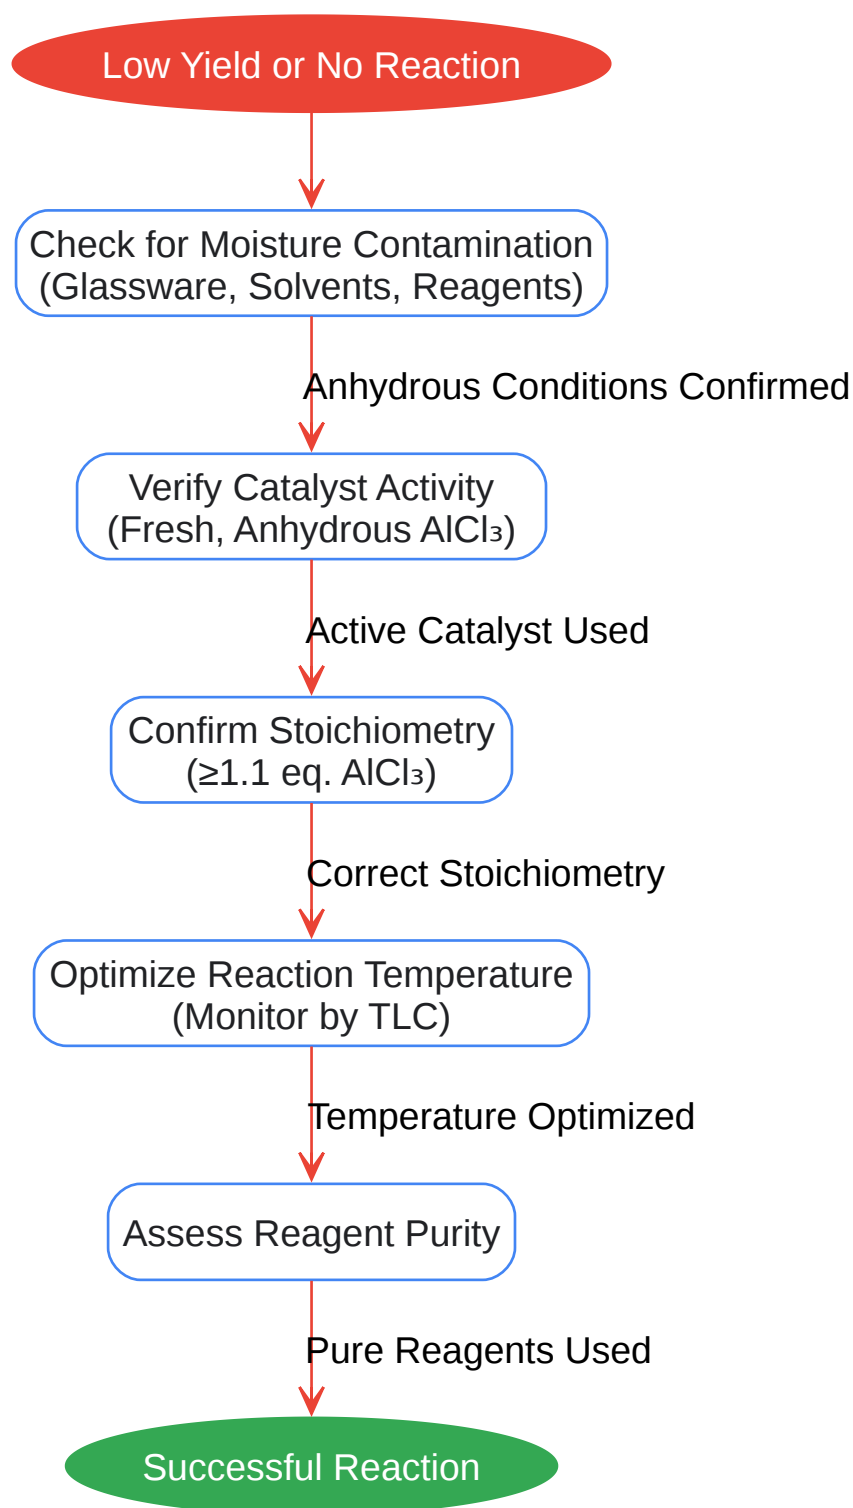 Low Yield or No Reaction
Check for Moisture Contamination
(Glassware, Solvents, Reagents)
Anhydrous Conditions Confirmed
Verify Catalyst Activity
(Fresh, Anhydrous AlCl₃)
Active Catalyst Used
Confirm Stoichiometry
(≥1.1 eq. AlCl₃)
Correct Stoichiometry
Optimize Reaction Temperature
(Monitor by TLC)
Temperature Optimized
Assess Reagent Purity
Pure Reagents Used
Successful Reaction